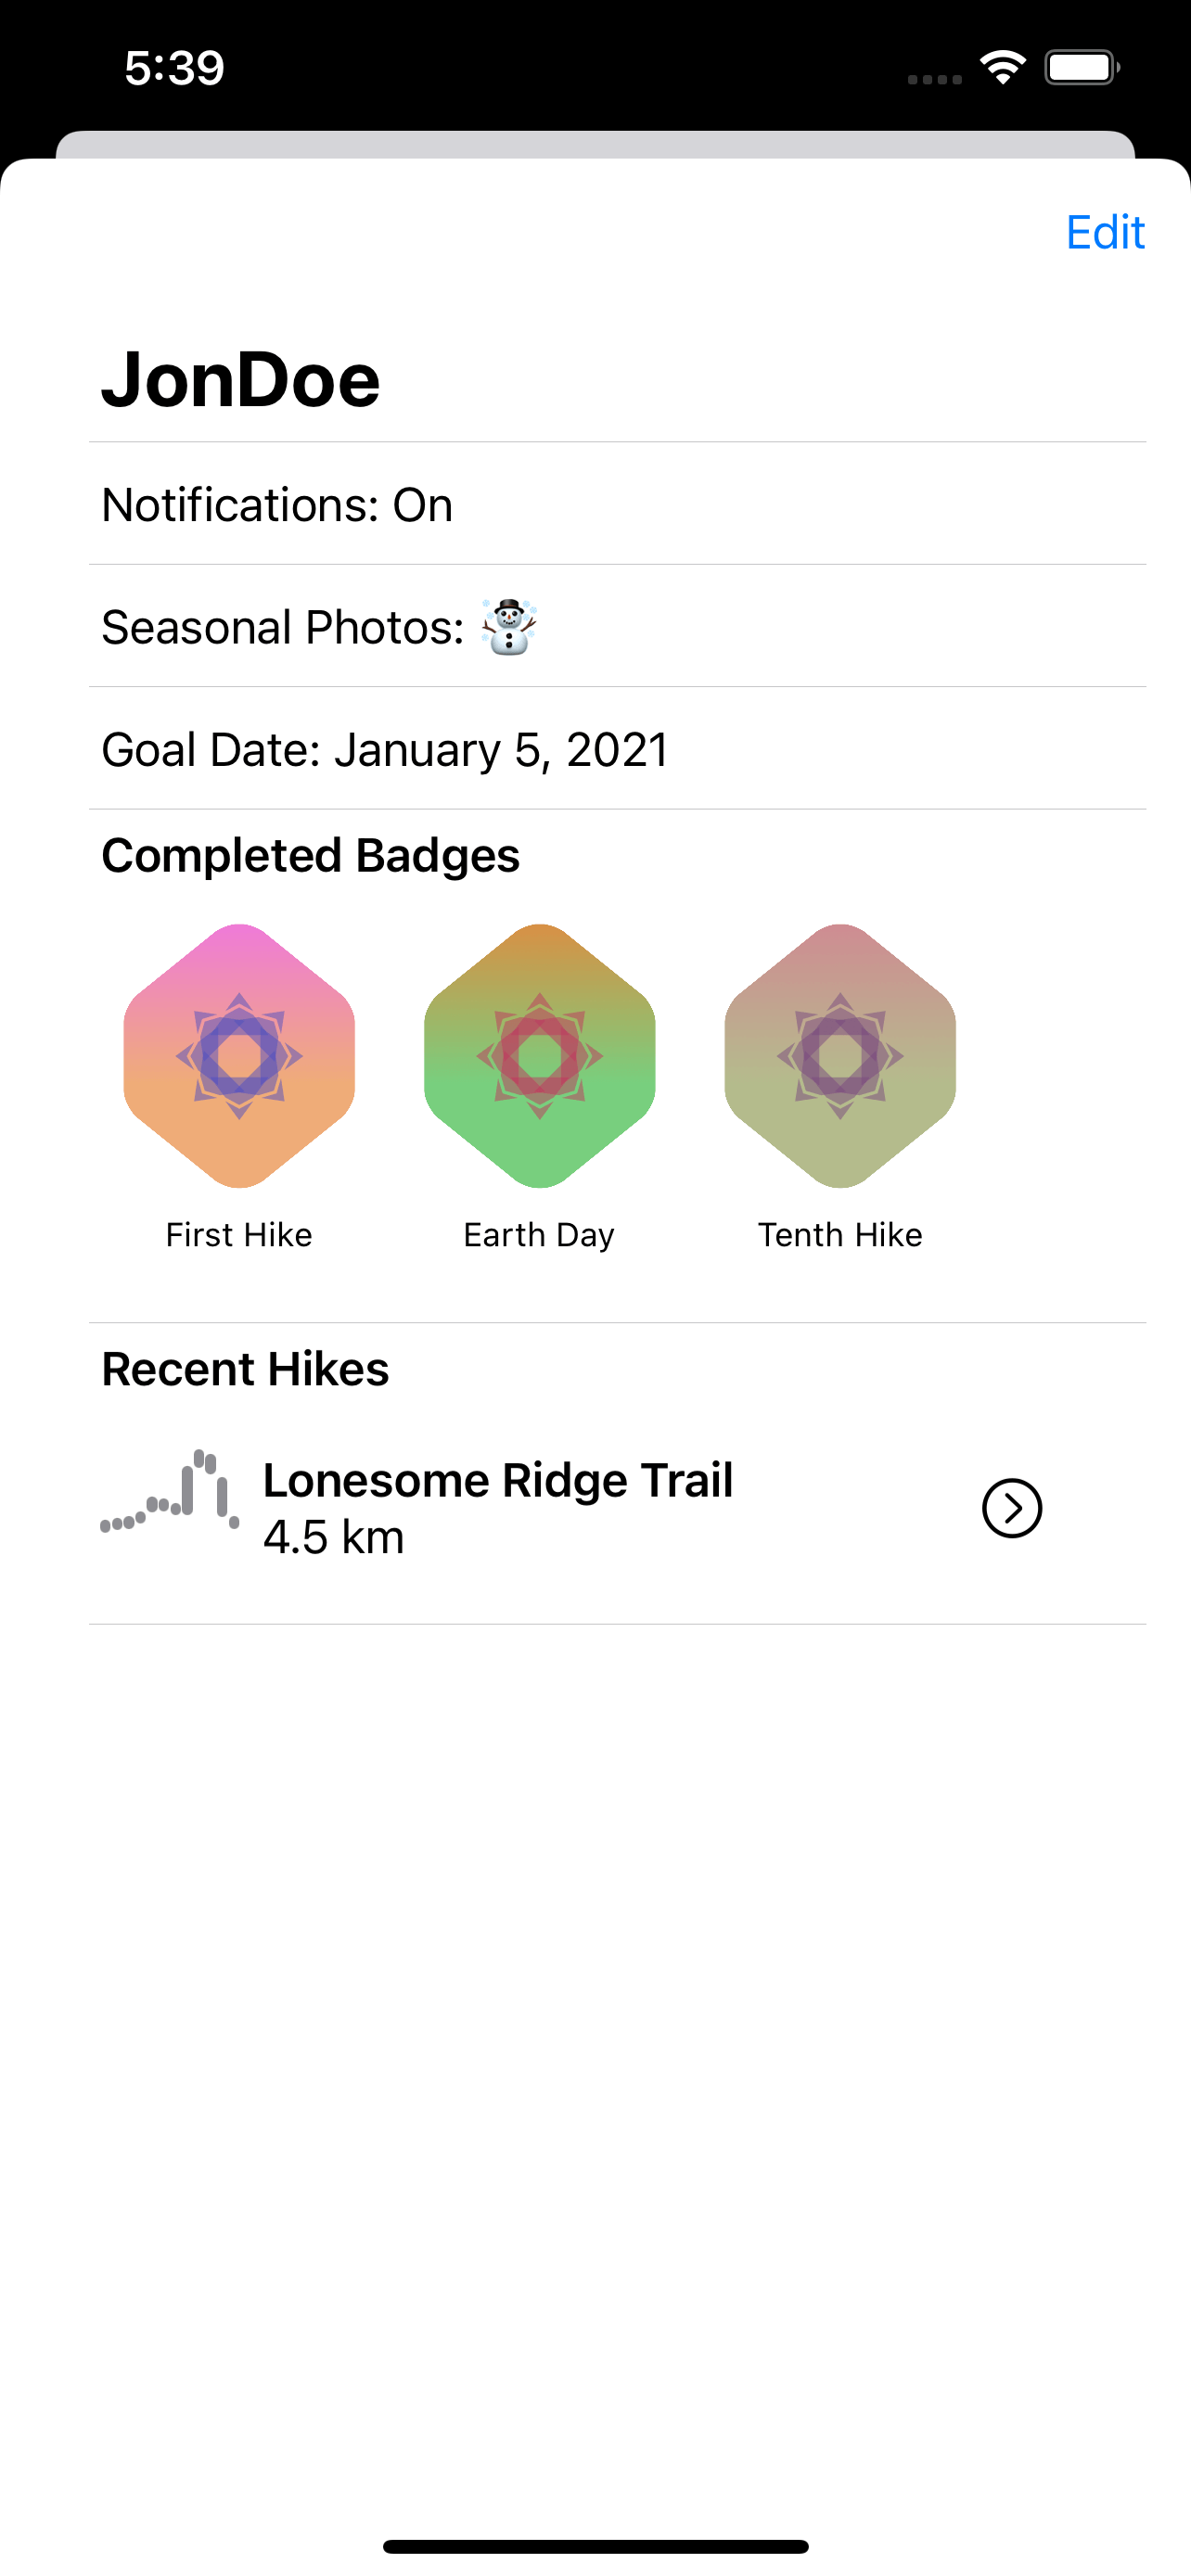 5:39
Edit
JonDoe
Notifications: On
Seasonal Photos: ☃️
Goal Date: January 5, 2021
Completed Badges
First Hike
Earth Day
Tenth Hike
Recent Hikes
Lonesome Ridge Trail
4.5 km